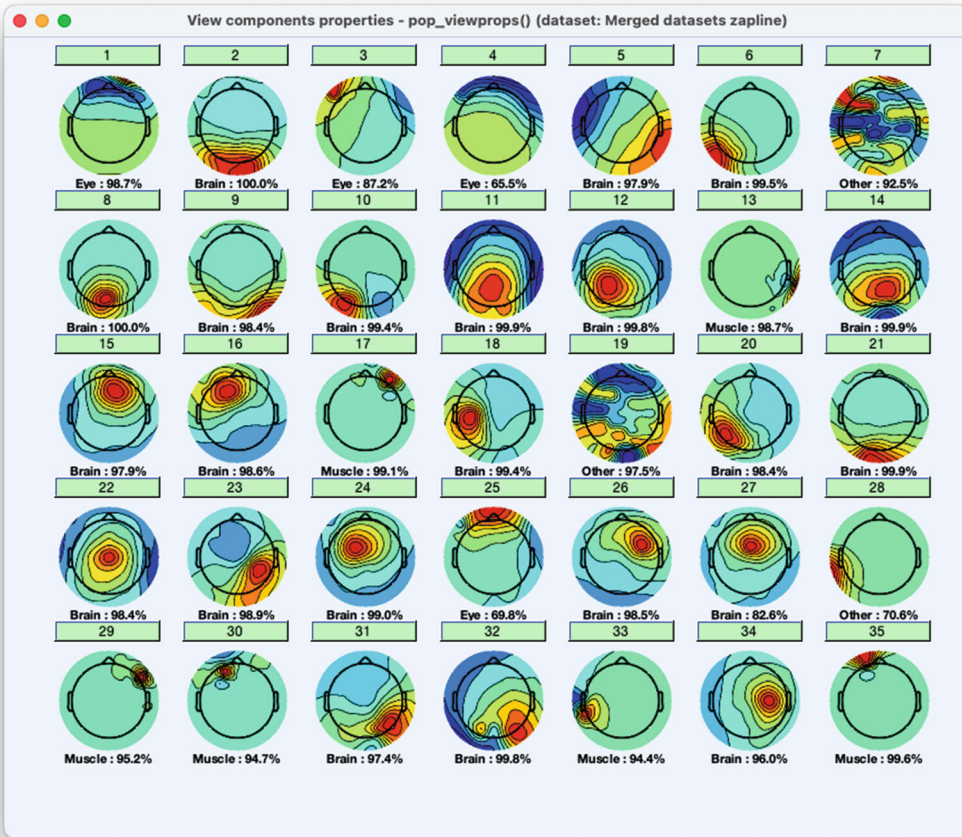 View components properties - pop_viewprops() (dataset: Merged datasets zapline)
1 2 3 4 5 6 7
Eye : 98.7% Brain : 100.0% Eye : 87.2% Eye : 65.5% Brain : 97.9% Brain : 99.5% Other : 92.5%
8 9 10 11 12 13 14
Brain : 100.0% Brain : 98.4% Brain : 99.4% Brain : 99.9% Brain : 99.8% Muscle : 98.7% Brain : 99.9%
15 16 17 18 19 20 21
Brain : 97.9% Brain : 98.6% Muscle : 99.1% Brain : 99.4% Other : 97.5% Brain : 98.4% Brain : 99.9%
22 23 24 25 26 27 28
Brain : 98.4% Brain : 98.9% Brain : 99.0% Eye : 69.8% Brain : 98.5% Brain : 82.6% Other : 70.6%
29 30 31 32 33 34 35
Muscle : 95.2% Muscle : 94.7% Brain : 97.4% Brain : 99.8% Muscle : 94.4% Brain : 96.0% Muscle : 99.6%